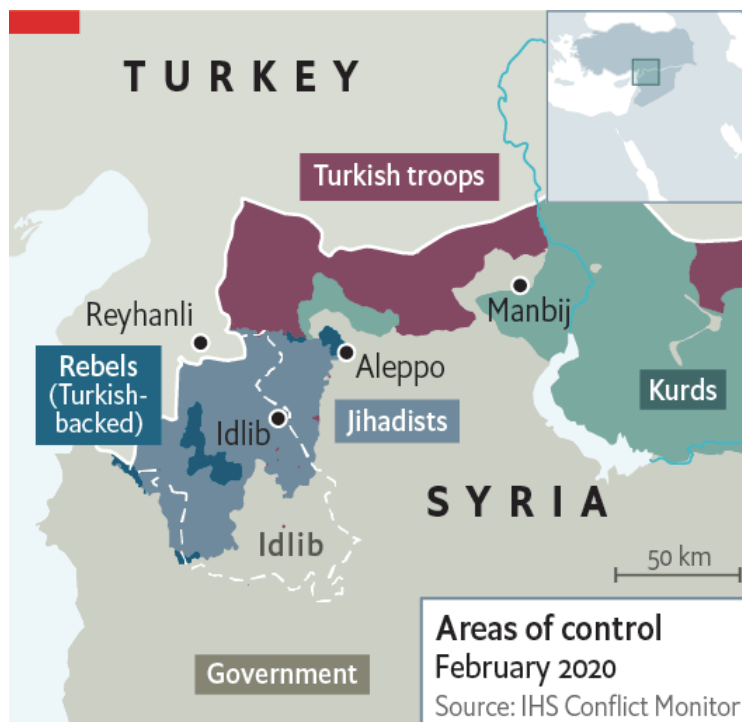 TURKEY
Turkish troops
Reyhanli
Manbij
Rebels
(Turkish-
backed)
Aleppo
Kurds
Idlib
Jihadists
SYRIA
Idlib
50 km
Government
Areas of control
February 2020
Source: IHS Conflict Monitor